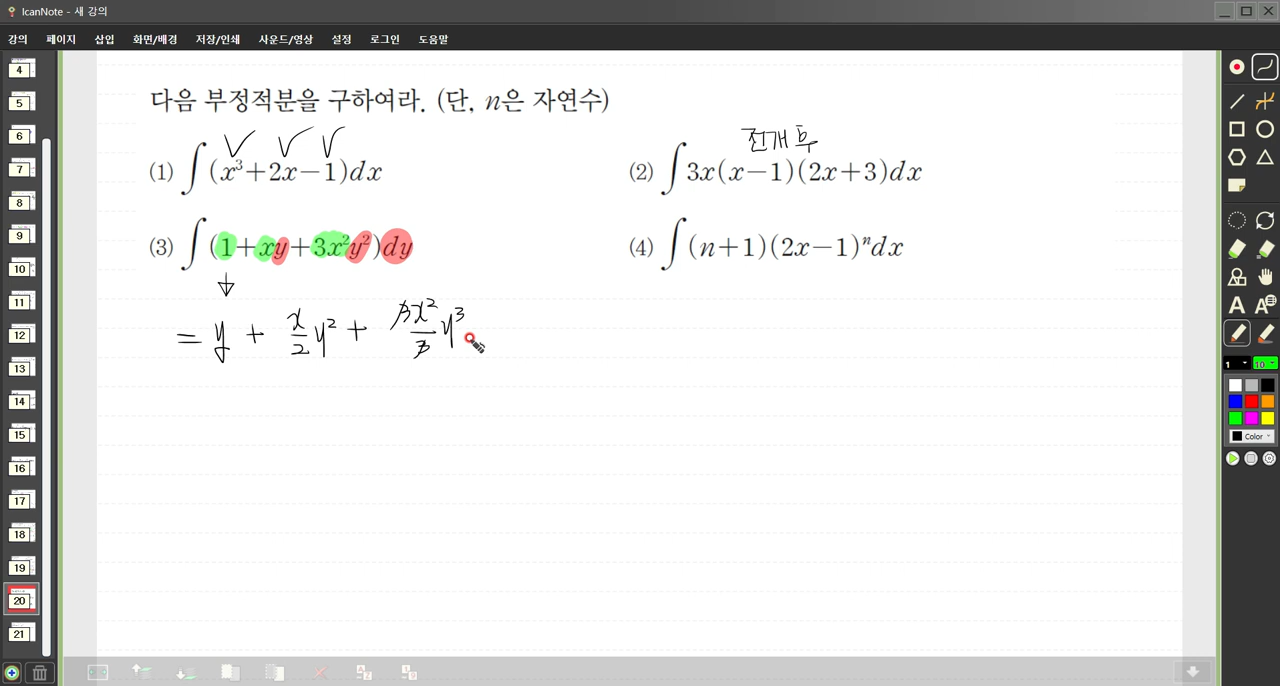 IcanNote - 새 강의
강의 페이지 삽입 화면/배경 저장/인쇄 사운드/영상 설정 로그인 도움말
4
5
6
7
8
9
10
11
12
13
14
15
16
17
18
19
20
21
다음 부정적분을 구하여라. (단, n은 자연수)
(1) ∫(x³+2x−1)dx
전개 후
(2) ∫3x(x−1)(2x+3)dx
(3) ∫(1+xy+3x²y²)dy
(4) ∫(n+1)(2x−1)ⁿdx
= y + x/2 y² + 3x²/3 y³
A A
1 10
Color